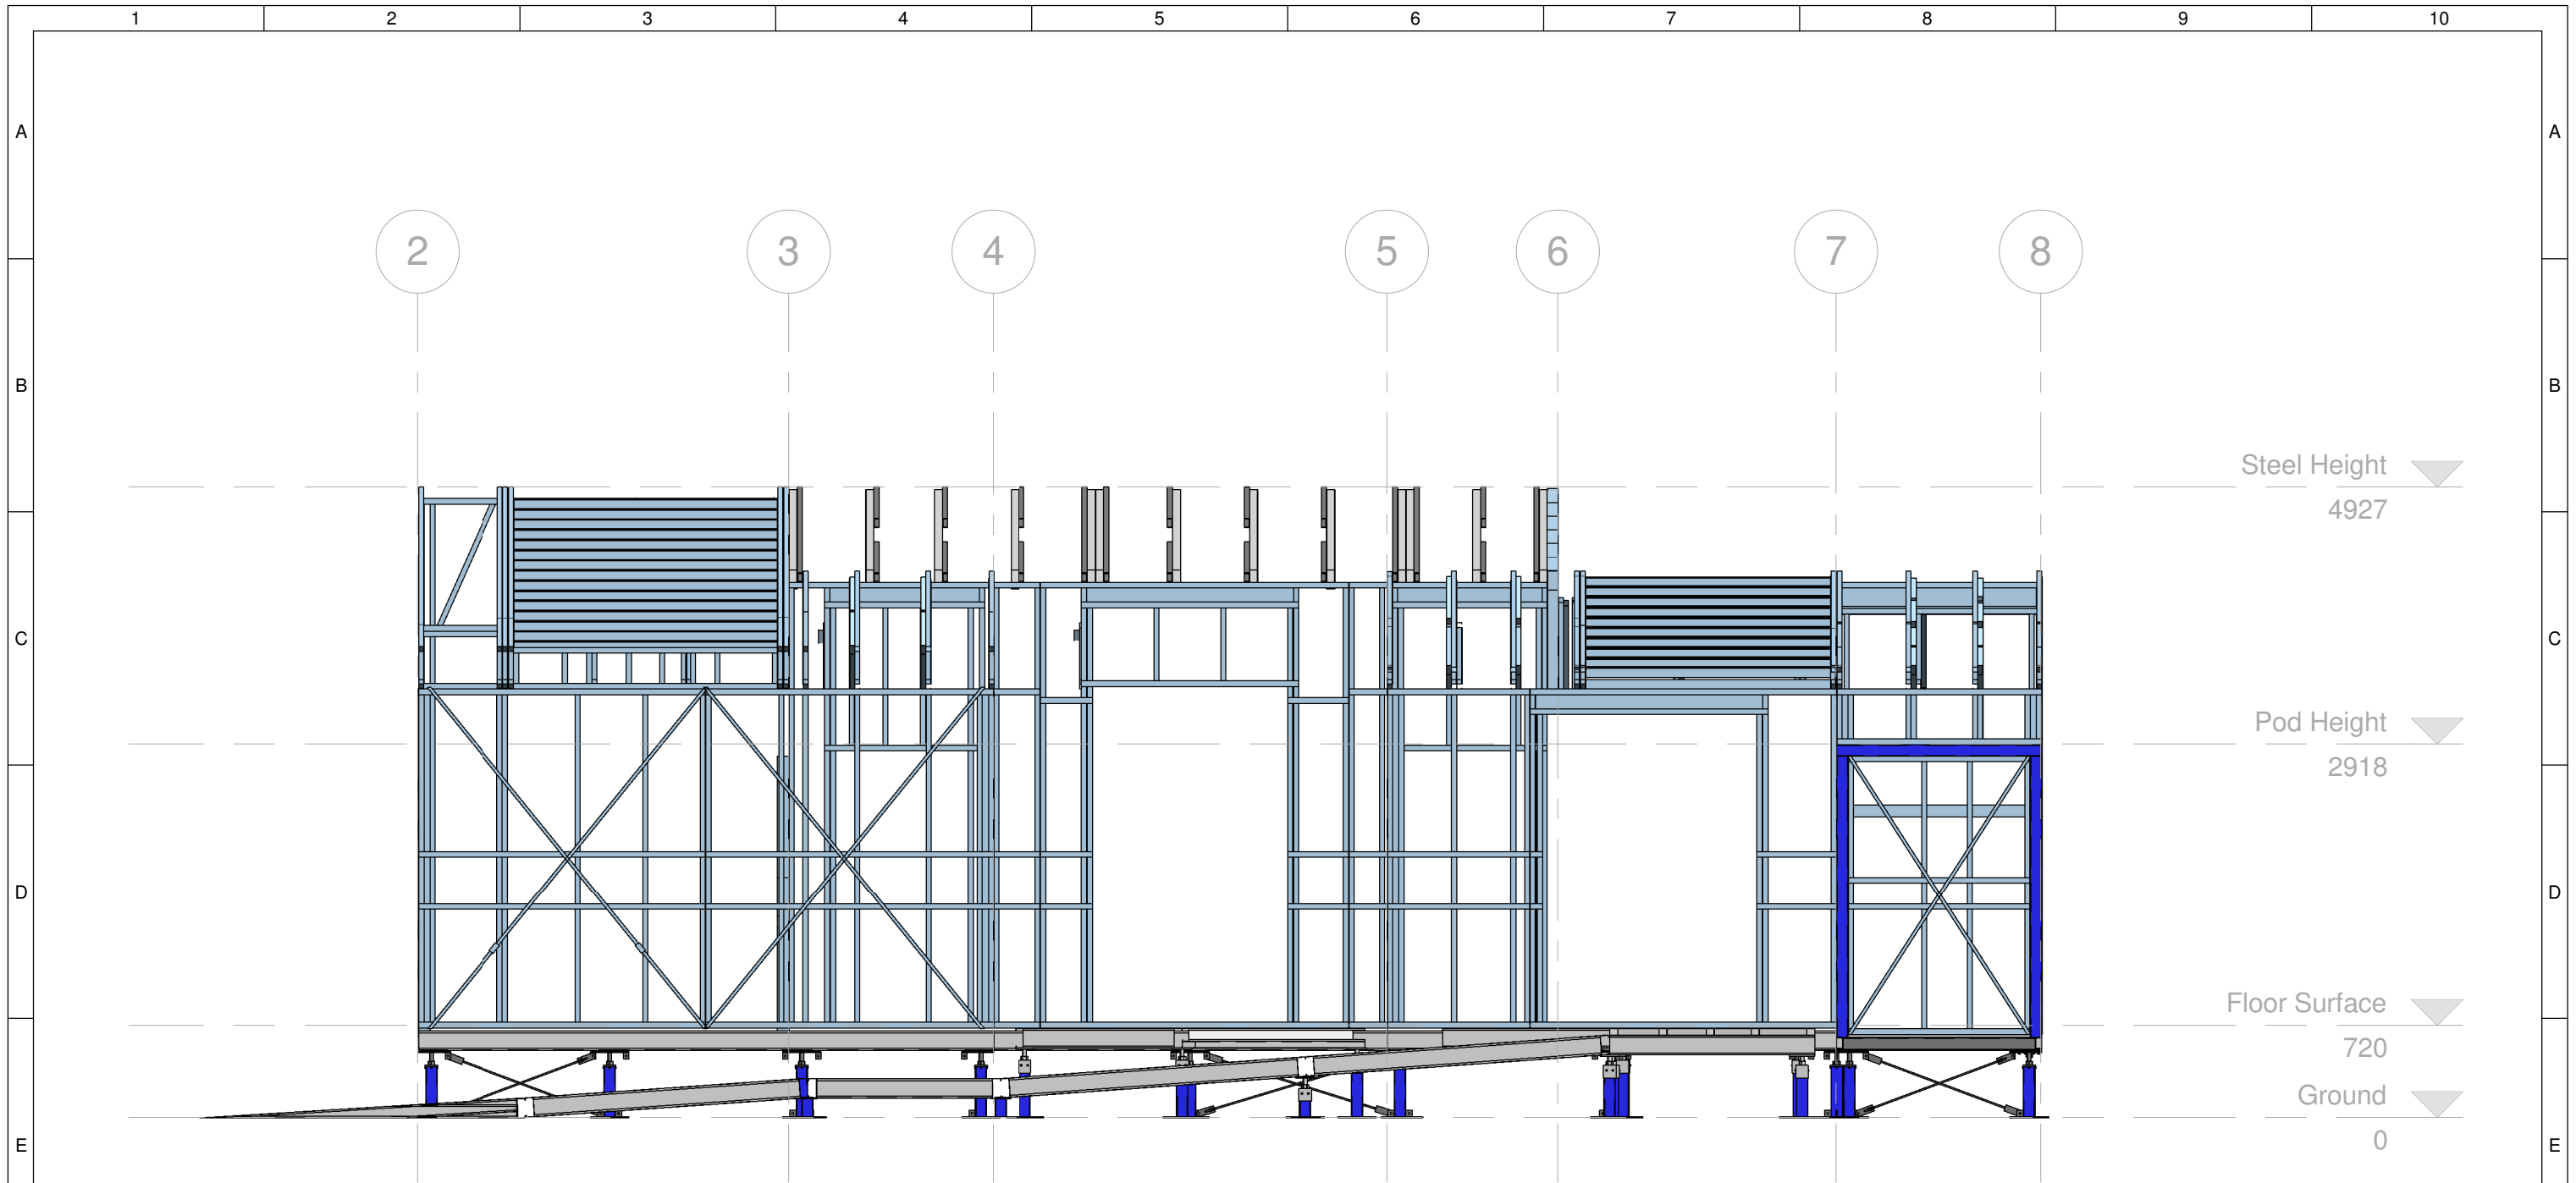 1 2 3 4 5 6 7 8 9 10
A A
2 3 4 5 6 7 8
B B
Steel Height
4927
C C
Pod Height
2918
D D
Floor Surface
720
Ground
0
E E